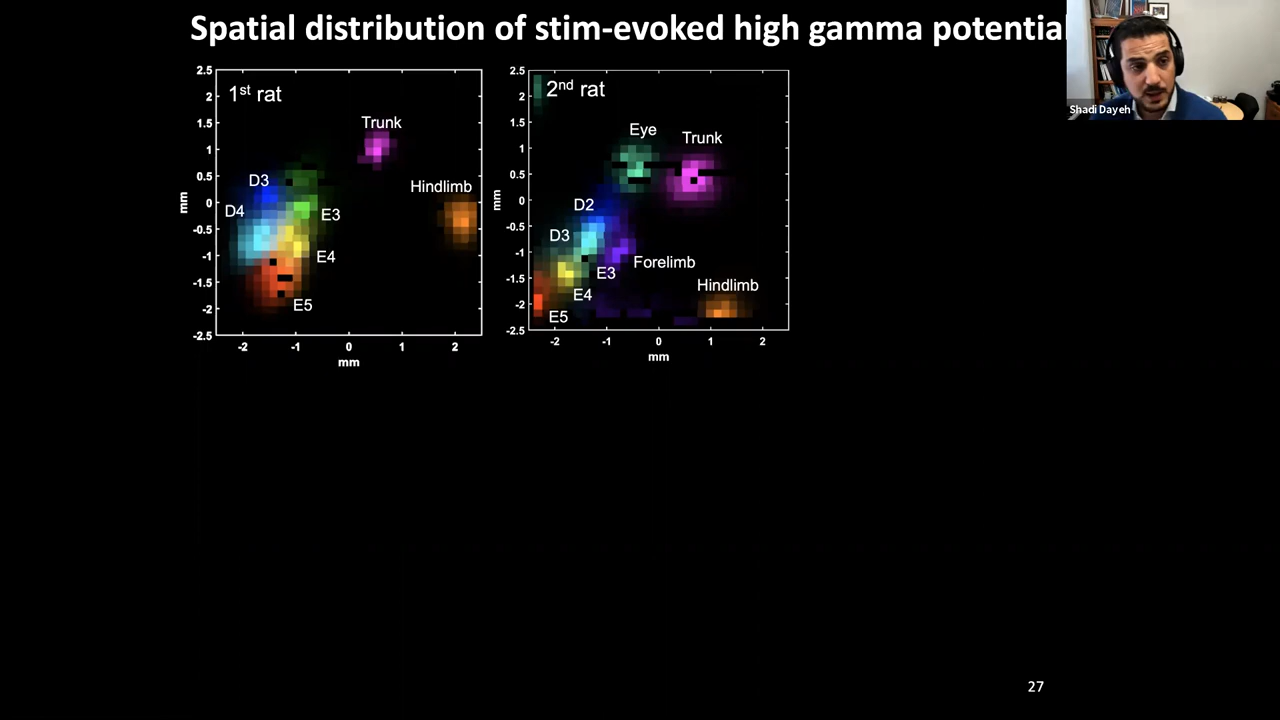 Spatial distribution of stim-evoked high gamma potential
Shadi Dayeh
2.5
2
1.5
1
0.5
0
-0.5
-1
-1.5
-2
-2.5
mm
1st rat
Trunk
D3
Hindlimb
D4
E3
E4
E5
-2
-1
0
1
2
mm
2.5
2
1.5
1
0.5
0
-0.5
-1
-1.5
-2
-2.5
mm
2nd rat
Eye
Trunk
D2
D3
Forelimb
E3
Hindlimb
E4
E5
-2
-1
0
1
2
mm
27